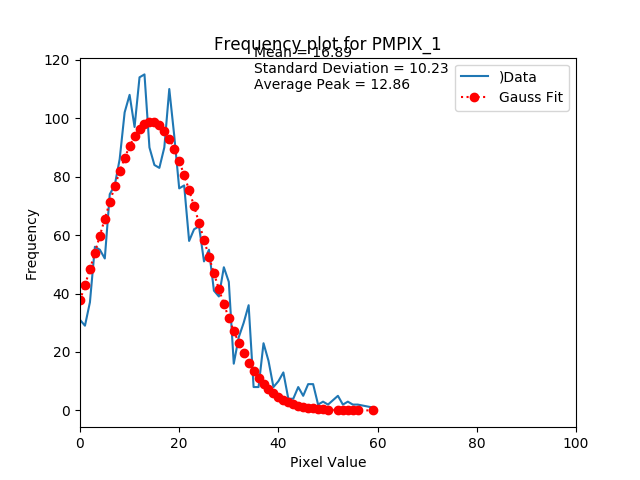 Frequency plot for PMPIX_1
Mean = 16.89
Standard Deviation = 10.23
Average Peak = 12.86
)Data
Gauss Fit
120
100
80
60
40
20
0
Frequency
0 20 40 60 80 100
Pixel Value